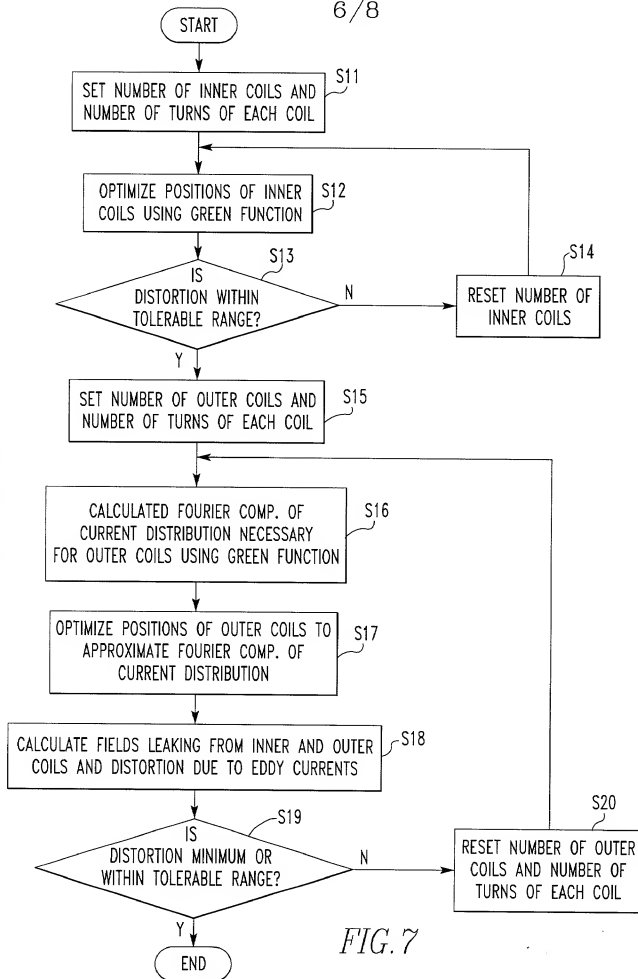 6/8
START
S11
SET NUMBER OF INNER COILS AND
NUMBER OF TURNS OF EACH COIL
S12
OPTIMIZE POSITIONS OF INNER
COILS USING GREEN FUNCTION
S13
IS
DISTORTION WITHIN
TOLERABLE RANGE?
N
Y
S14
RESET NUMBER OF
INNER COILS
S15
SET NUMBER OF OUTER COILS AND
NUMBER OF TURNS OF EACH COIL
S16
CALCULATED FOURIER COMP. OF
CURRENT DISTRIBUTION NECESSARY
FOR OUTER COILS USING GREEN FUNCTION
S17
OPTIMIZE POSITIONS OF OUTER COILS TO
APPROXIMATE FOURIER COMP. OF
CURRENT DISTRIBUTION
S18
CALCULATE FIELDS LEAKING FROM INNER AND OUTER
COILS AND DISTORTION DUE TO EDDY CURRENTS
S19
IS
DISTORTION MINIMUM OR
WITHIN TOLERABLE RANGE?
N
Y
S20
RESET NUMBER OF OUTER
COILS AND NUMBER OF
TURNS OF EACH COIL
END
FIG.7